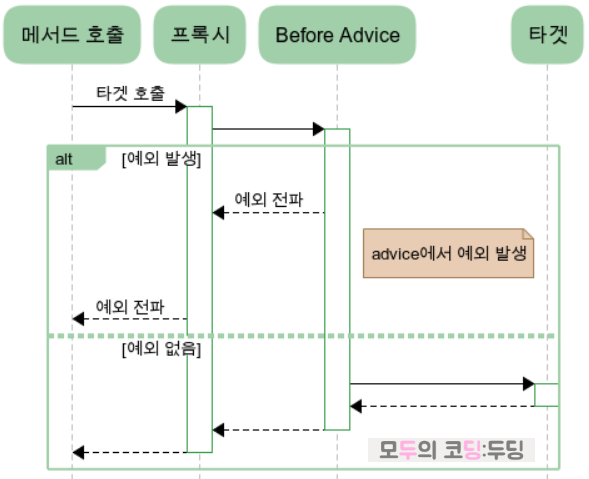 메서드 호출
프록시
Before Advice
타겟
타겟 호출
alt
[예외 발생]
예외 전파
advice에서 예외 발생
예외 전파
[예외 없음]
모두의 코딩:두딩